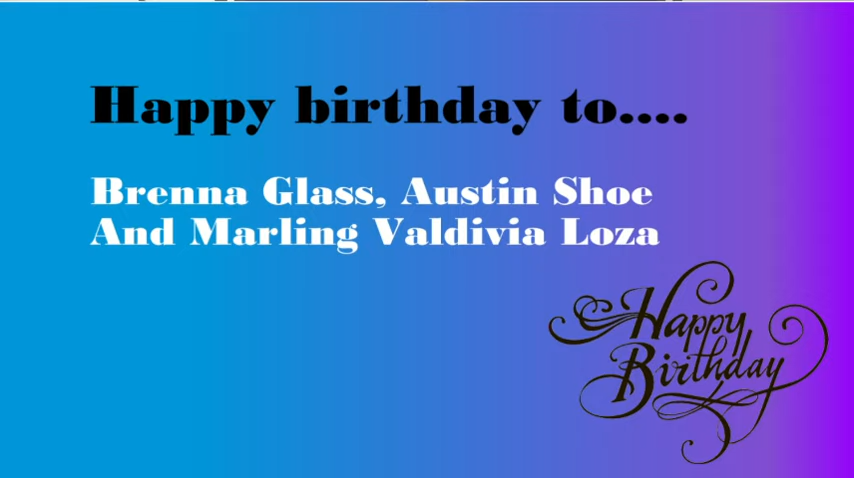 Happy birthday to....
Brenna Glass, Austin Shoe
And Marling Valdivia Loza
Happy
Birthday